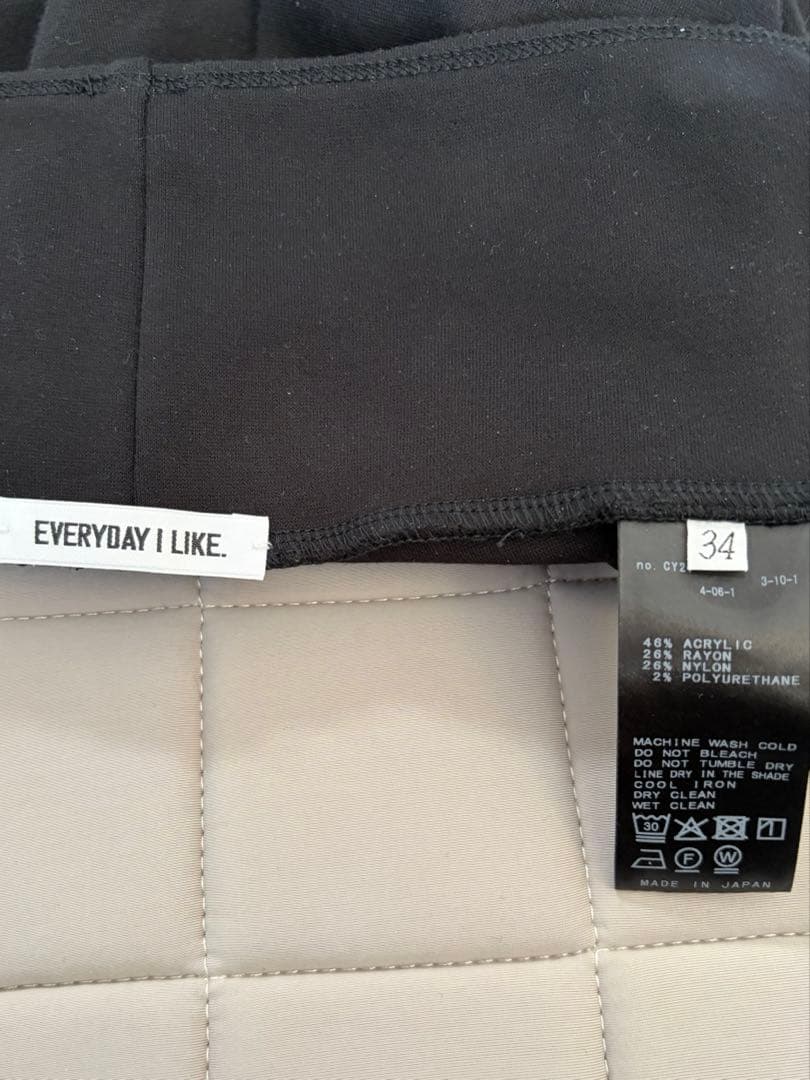 EVERYDAY I LIKE.
34
no. CY2
4-06-1 3-10-1
46% ACRYLIC
26% RAYON
26% NYLON
2% POLYURETHANE
MACHINE WASH COLD
DO NOT BLEACH
DO NOT TUMBLE DRY
LINE DRY IN THE SHADE
COOL IRON
DRY CLEAN
WET CLEAN
30
F W
MADE IN JAPAN